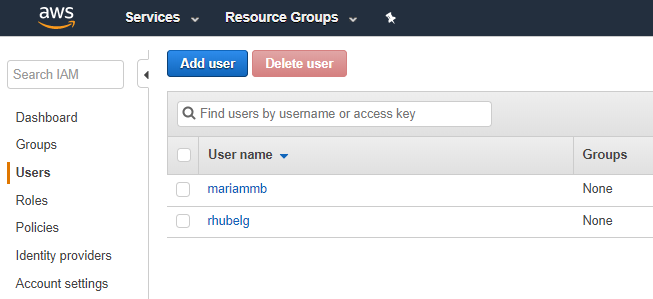 aws Services Resource Groups
Add user Delete user
Search IAM
Find users by username or access key
Dashboard
Groups
Users
Roles
Policies
Identity providers
Account settings
User name Groups
mariammb None
rhubelg None